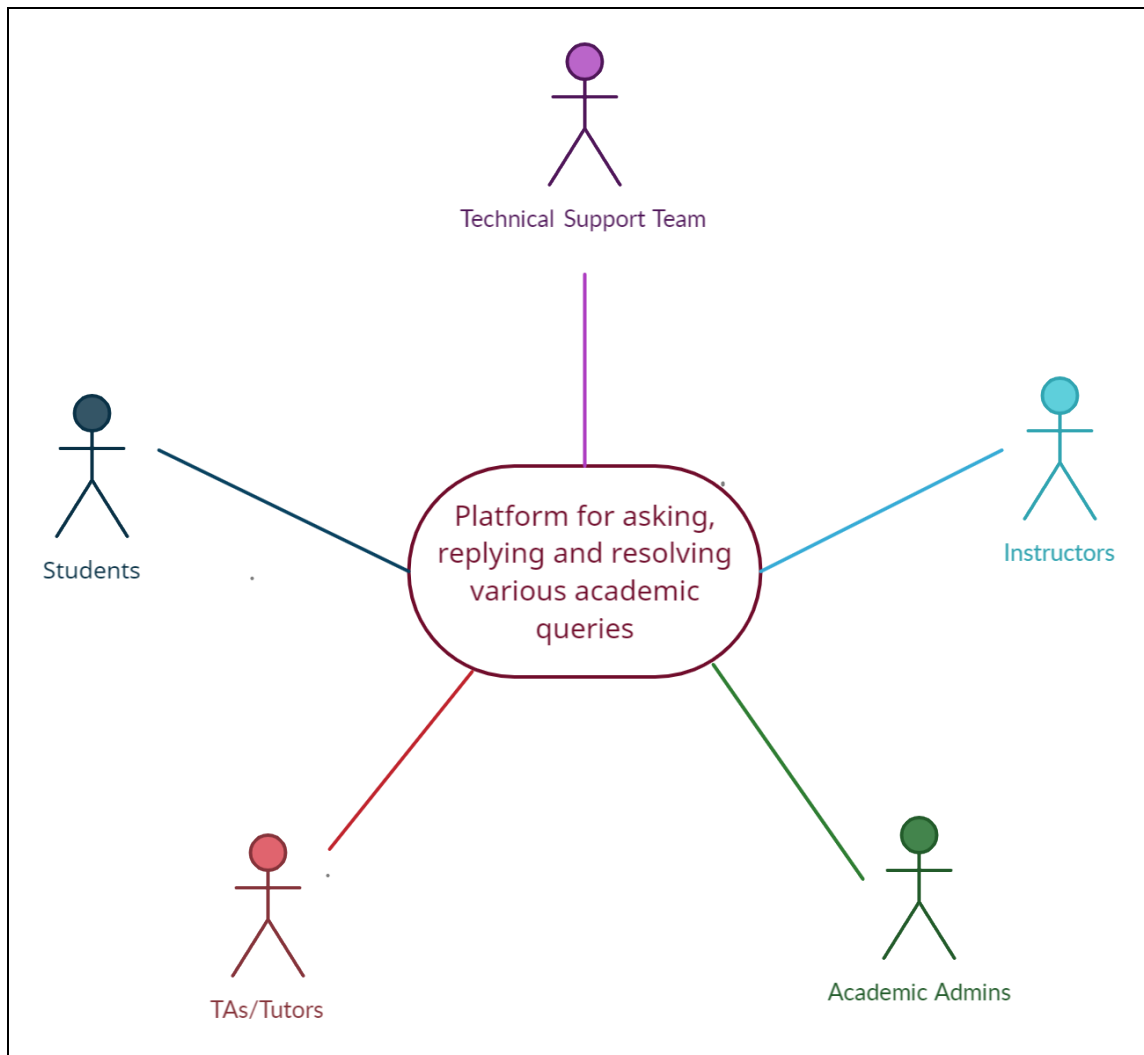 Technical Support Team
Students
Platform for asking,
replying and resolving
various academic
queries
Instructors
TAs/Tutors
Academic Admins